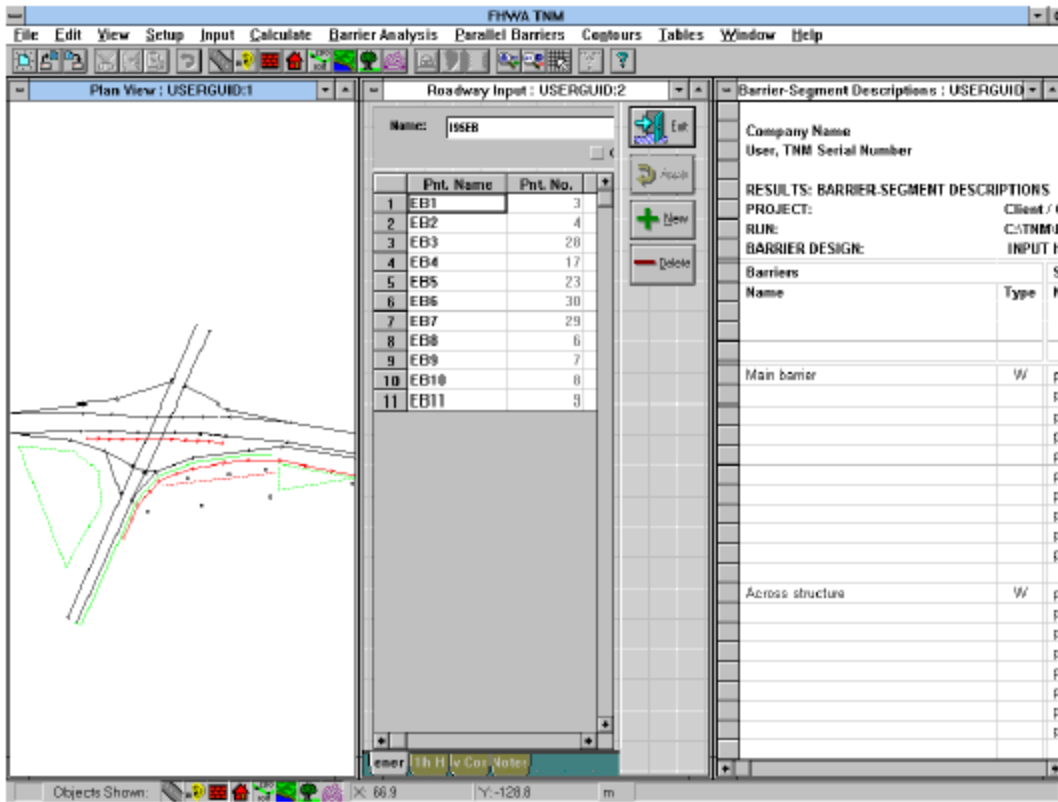 FHWA TNM
File Edit View Setup Input Calculate Barrier Analysis Parallel Barriers Contours Tables Window Help
Plan View : USERGUID:1
Roadway Input : USERGUID:2
Name: I95EB
Exit
Apply
New
Delete
Pnt. Name Pnt. No.
1 EB1 3
2 EB2 4
3 EB3 28
4 EB4 17
5 EB5 23
6 EB6 30
7 EB7 29
8 EB8 6
9 EB9 7
10 EB10 8
11 EB11 9
ener
Notes
Barrier-Segment Descriptions : USERGUID
Company Name
User, TNM Serial Number
RESULTS: BARRIER-SEGMENT DESCRIPTIONS
PROJECT: Client /
RUN: C:\TNM\
BARRIER DESIGN: INPUT H
Barriers
Name Type
Main barrier W
Across structure W
Objects Shown: X: 66.9 Y: -128.8 m